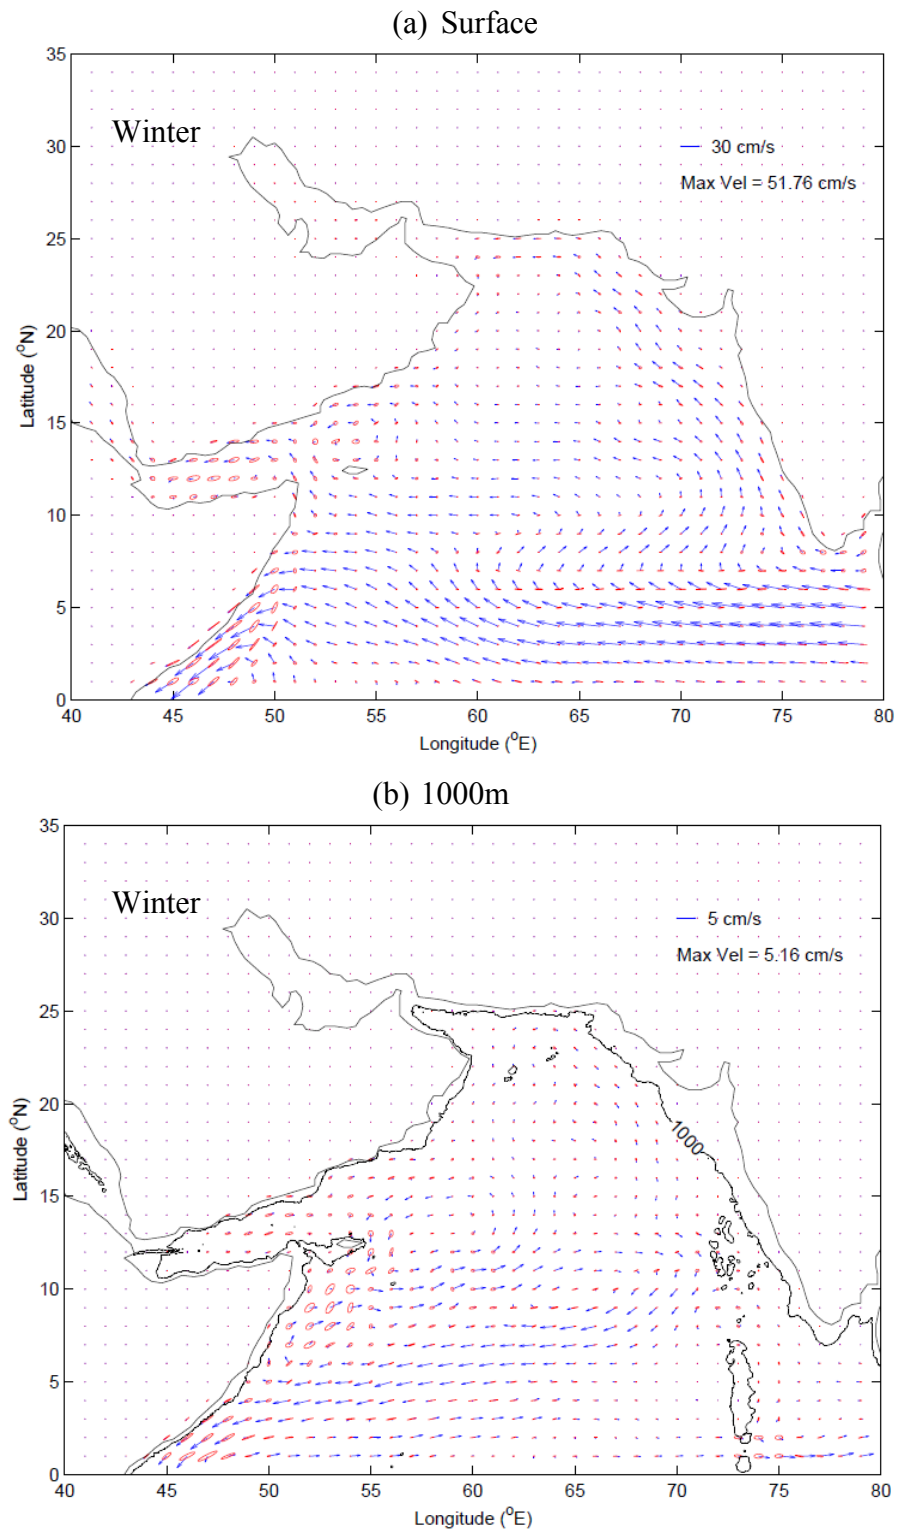 (a) Surface
35
30
25
20
15
10
5
0
Latitude (°N)
Winter
30 cm/s
Max Vel = 51.76 cm/s
40 45 50 55 60 65 70 75 80
Longitude (°E)
(b) 1000m
35
30
25
20
15
10
5
0
Latitude (°N)
Winter
5 cm/s
Max Vel = 5.16 cm/s
1000
40 45 50 55 60 65 70 75 80
Longitude (°E)